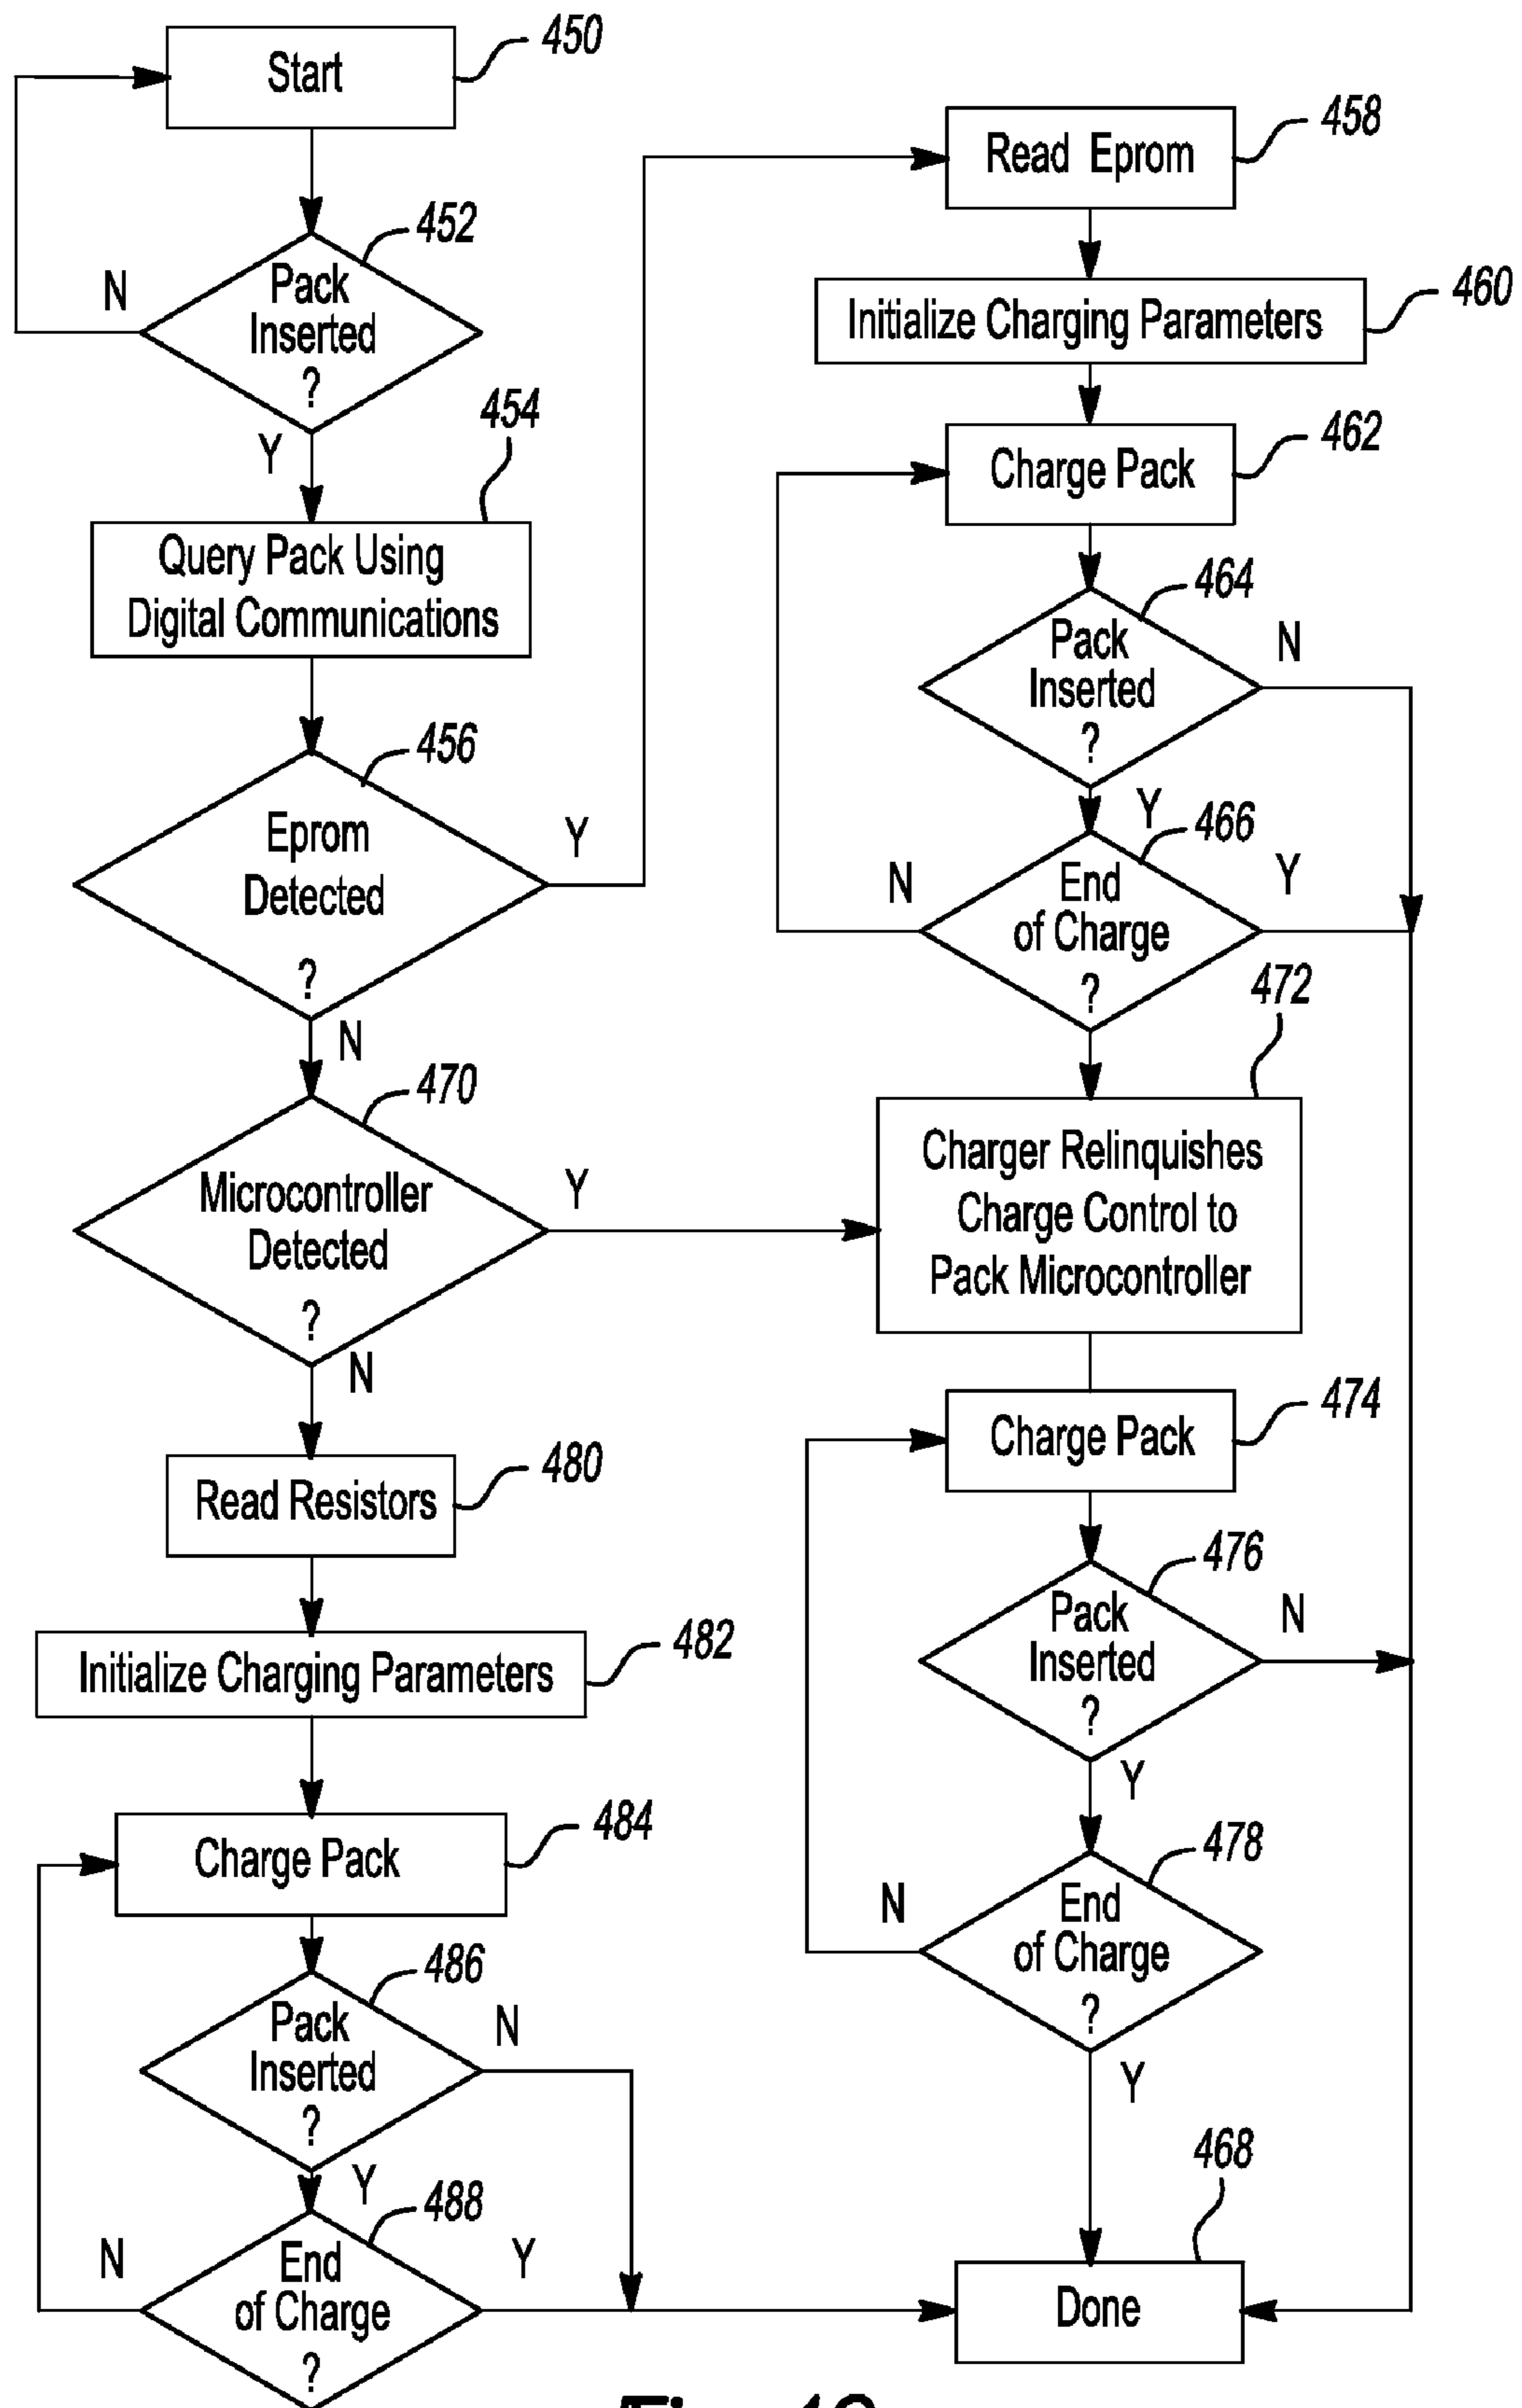 450
Start
452
N
Pack
Inserted
?
Y
454
Query Pack Using
Digital Communications
456
Eprom
Detected
?
Y
N
470
Microcontroller
Detected
?
Y
N
480
Read Resistors
482
Initialize Charging Parameters
484
Charge Pack
486
Pack
Inserted
?
N
Y
488
N
End
of Charge
?
Y
458
Read Eprom
460
Initialize Charging Parameters
462
Charge Pack
464
Pack
Inserted
?
N
Y
466
N
End
of Charge
?
Y
472
Charger Relinquishes
Charge Control to
Pack Microcontroller
474
Charge Pack
476
Pack
Inserted
?
N
Y
478
N
End
of Charge
?
Y
468
Done